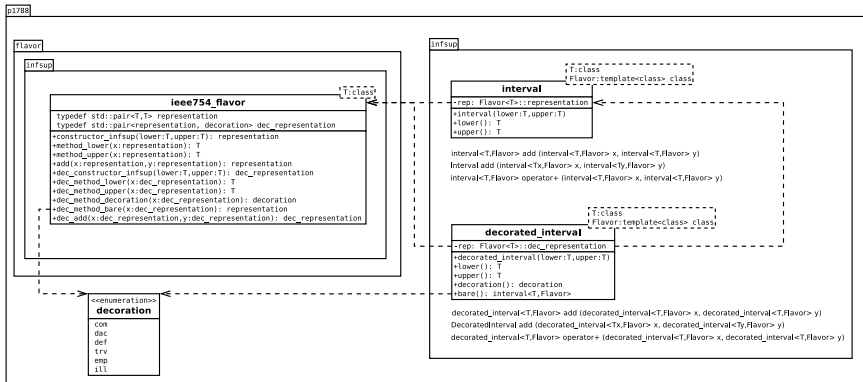 p1788
flavor
infsup
T:class
ieee754_flavor
typedef std::pair<T,T> representation
typedef std::pair<representation, decoration> dec_representation
+constructor_infsup(lower:T,upper:T): representation
+method_lower(x:representation): T
+method_upper(x:representation): T
+add(x:representation,y:representation): representation
+dec_constructor_infsup(lower:T,upper:T): dec_representation
+dec_method_lower(x:dec_representation): T
+dec_method_upper(x:dec_representation): T
+dec_method_decoration(x:dec_representation): decoration
+dec_method_bare(x:dec_representation): representation
+dec_add(x:dec_representation,y:dec_representation): dec_representation
<<enumeration>>
decoration
com
dac
def
trv
emp
ill
infsup
T:class
Flavor:template<class> class
interval
-rep: Flavor<T>::representation
+interval(lower:T,upper:T)
+lower(): T
+upper(): T
interval<T,Flavor> add (interval<T,Flavor> x, interval<T,Flavor> y)
Interval add (interval<Tx,Flavor> x, interval<Ty,Flavor> y)
interval<T,Flavor> operator+ (interval<T,Flavor> x, interval<T,Flavor> y)
T:class
Flavor:template<class> class
decorated_interval
-rep: Flavor<T>::dec_representation
+decorated_interval(lower:T,upper:T)
+lower(): T
+upper(): T
+decoration(): decoration
+bare(): interval<T,Flavor>
decorated_interval<T,Flavor> add (decorated_interval<T,Flavor> x, decorated_interval<T,Flavor> y)
DecoratedInterval add (decorated_interval<Tx,Flavor> x, decorated_interval<Ty,Flavor> y)
decorated_interval<T,Flavor> operator+ (decorated_interval<T,Flavor> x, decorated_interval<T,Flavor> y)